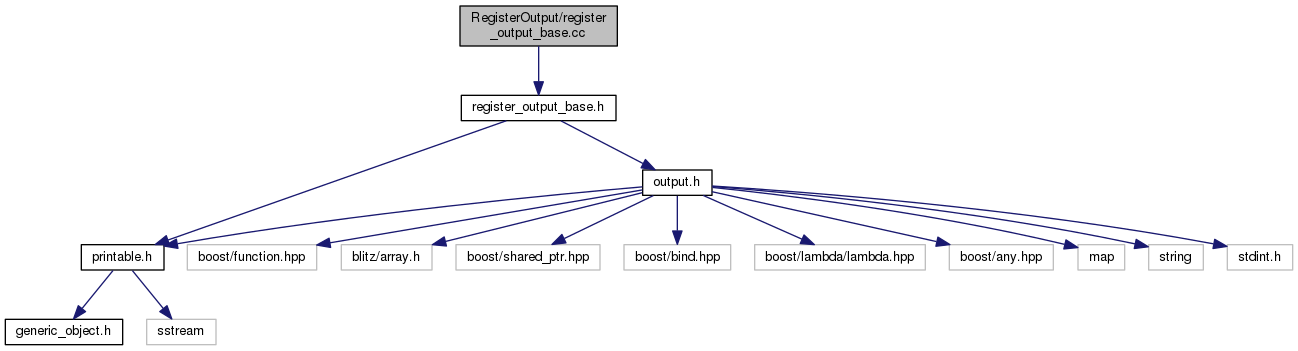 RegisterOutput/register
_output_base.cc
register_output_base.h
output.h
printable.h
boost/function.hpp
blitz/array.h
boost/shared_ptr.hpp
boost/bind.hpp
boost/lambda/lambda.hpp
boost/any.hpp
map
string
stdint.h
generic_object.h
sstream